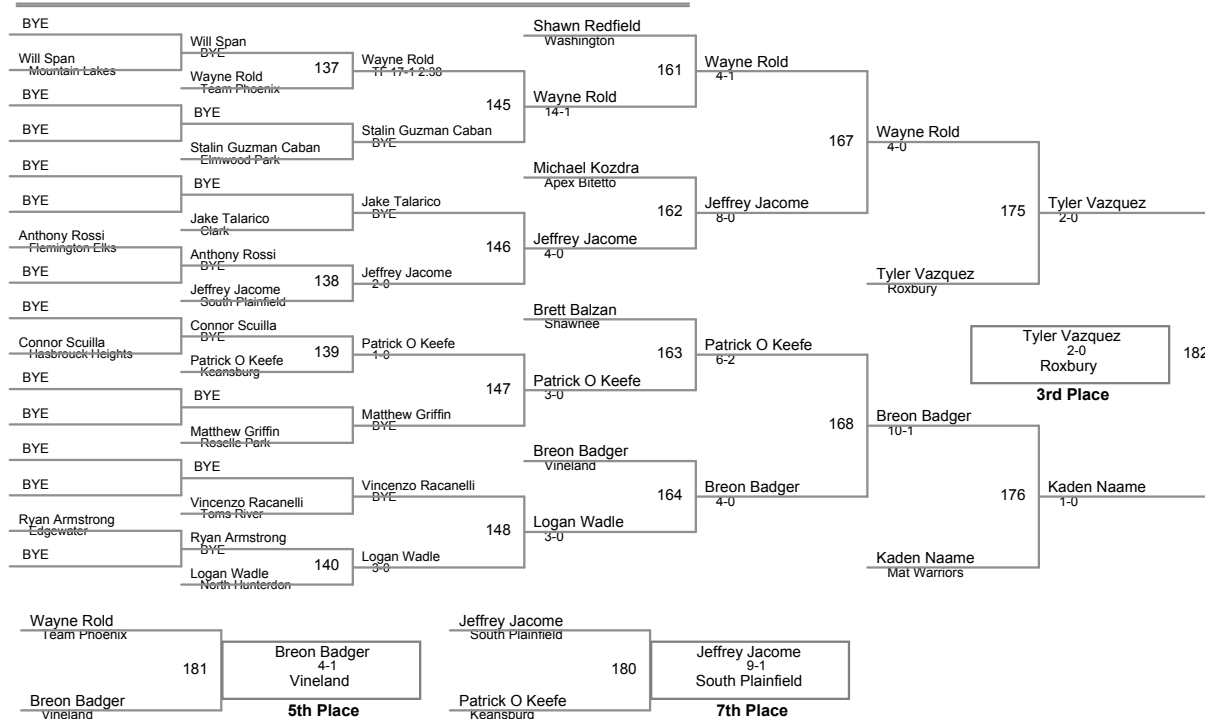 BYE
Will Span
Mountain Lakes
BYE
BYE
BYE
BYE
Anthony Rossi
Flemington Elks
BYE
BYE
Connor Scuilla
Hasbrouck Heights
BYE
BYE
BYE
BYE
Ryan Armstrong
Edgewater
BYE
Will Span
BYE
137
Wayne Rold
Team Phoenix
BYE
Stalin Guzman Caban
Elmwood Park
BYE
Jake Talarico
Clark
Anthony Rossi
BYE
138
Jeffrey Jacome
South Plainfield
Connor Scuilla
BYE
139
Patrick O Keefe
Keansburg
BYE
Matthew Griffin
Roselle Park
BYE
Vincenzo Racanelli
Toms River
Ryan Armstrong
BYE
140
Logan Wadle
North Hunterdon
Wayne Rold
TF 17-1 2:38
145
Stalin Guzman Caban
BYE
Jake Talarico
BYE
146
Jeffrey Jacome
2-0
Patrick O Keefe
1-0
147
Matthew Griffin
BYE
Vincenzo Racanelli
BYE
148
Logan Wadle
3-0
Shawn Redfield
Washington
161
Wayne Rold
14-1
Michael Kozdra
Apex Bitetto
162
Jeffrey Jacome
4-0
Brett Balzan
Shawnee
163
Patrick O Keefe
3-0
Breon Badger
Vineland
164
Logan Wadle
3-0
Wayne Rold
4-1
167
Jeffrey Jacome
8-0
Patrick O Keefe
6-2
168
Breon Badger
4-0
Wayne Rold
4-0
175
Tyler Vazquez
Roxbury
Breon Badger
10-1
176
Kaden Naame
Mat Warriors
Tyler Vazquez
2-0
Tyler Vazquez
2-0
Roxbury
182
3rd Place
Kaden Naame
1-0
Wayne Rold
Team Phoenix
181
Breon Badger
Vineland
Breon Badger
4-1
Vineland
5th Place
Jeffrey Jacome
South Plainfield
180
Patrick O Keefe
Keansburg
Jeffrey Jacome
9-1
South Plainfield
7th Place